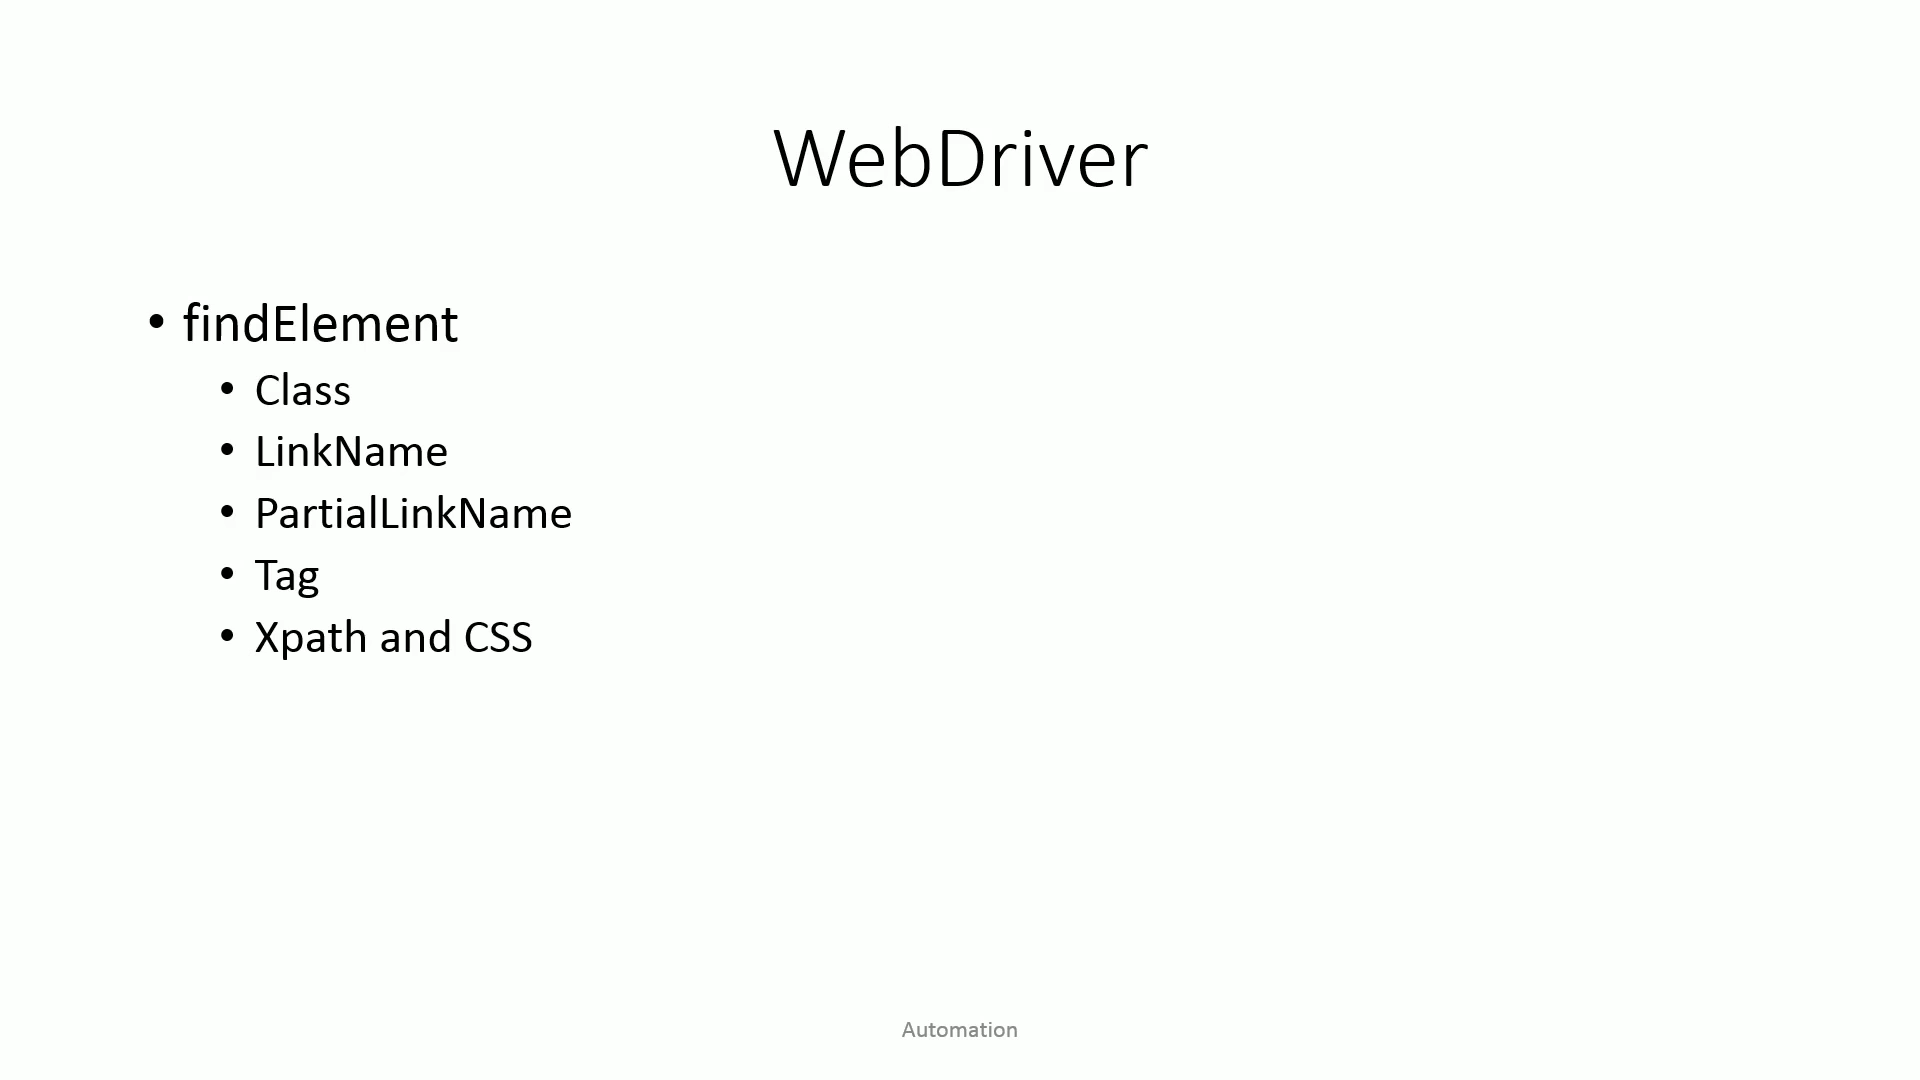 WebDriver
• findElement
• Class
• LinkName
• PartialLinkName
• Tag
• Xpath and CSS
Automation